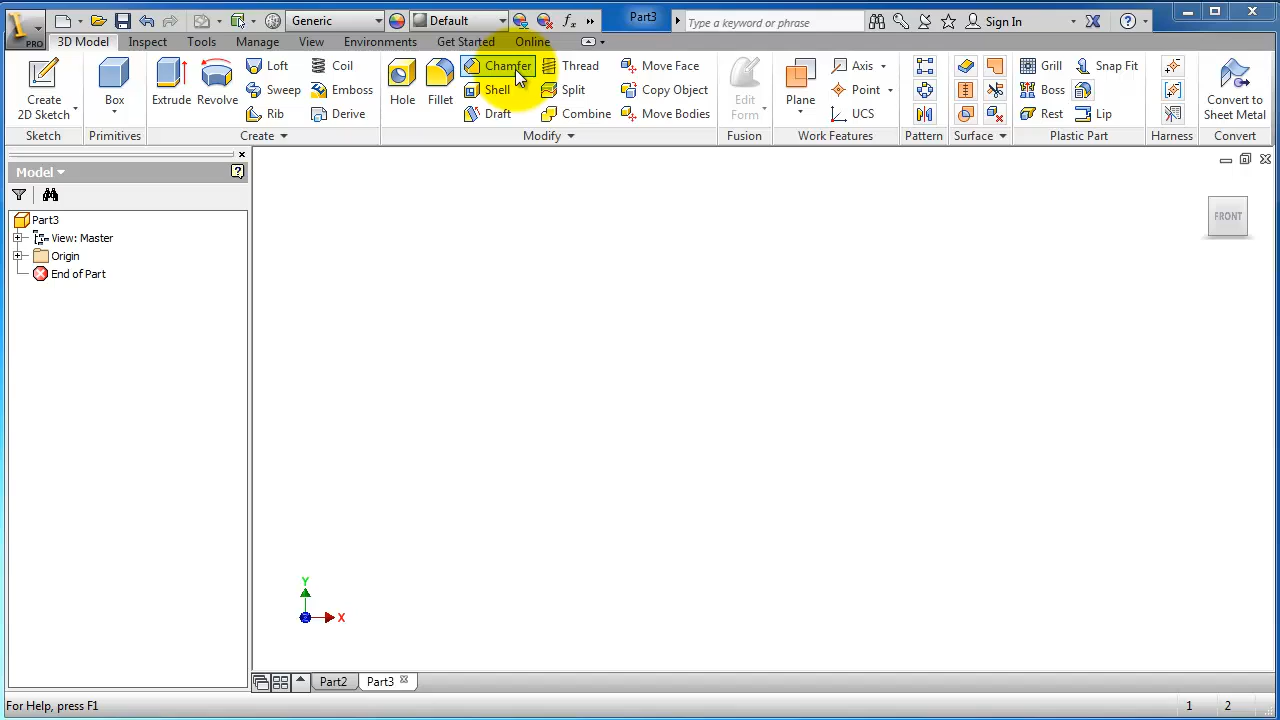 PRO
Generic
Default
Part3
Type a keyword or phrase
Sign In
3D Model
Inspect
Tools
Manage
View
Environments
Get Started
Online
Create 2D Sketch
Box
Extrude
Revolve
Loft
Sweep
Rib
Coil
Emboss
Derive
Hole
Fillet
Chamfer
Shell
Draft
Thread
Split
Combine
Move Face
Copy Object
Move Bodies
Edit Form
Plane
Axis
Point
UCS
Grill
Boss
Rest
Snap Fit
Lip
Convert to Sheet Metal
Sketch
Primitives
Create
Modify
Fusion
Work Features
Pattern
Surface
Plastic Part
Harness
Convert
Model
Part3
View: Master
Origin
End of Part
FRONT
Y
Z
X
Part2
Part3
For Help, press F1
1
2